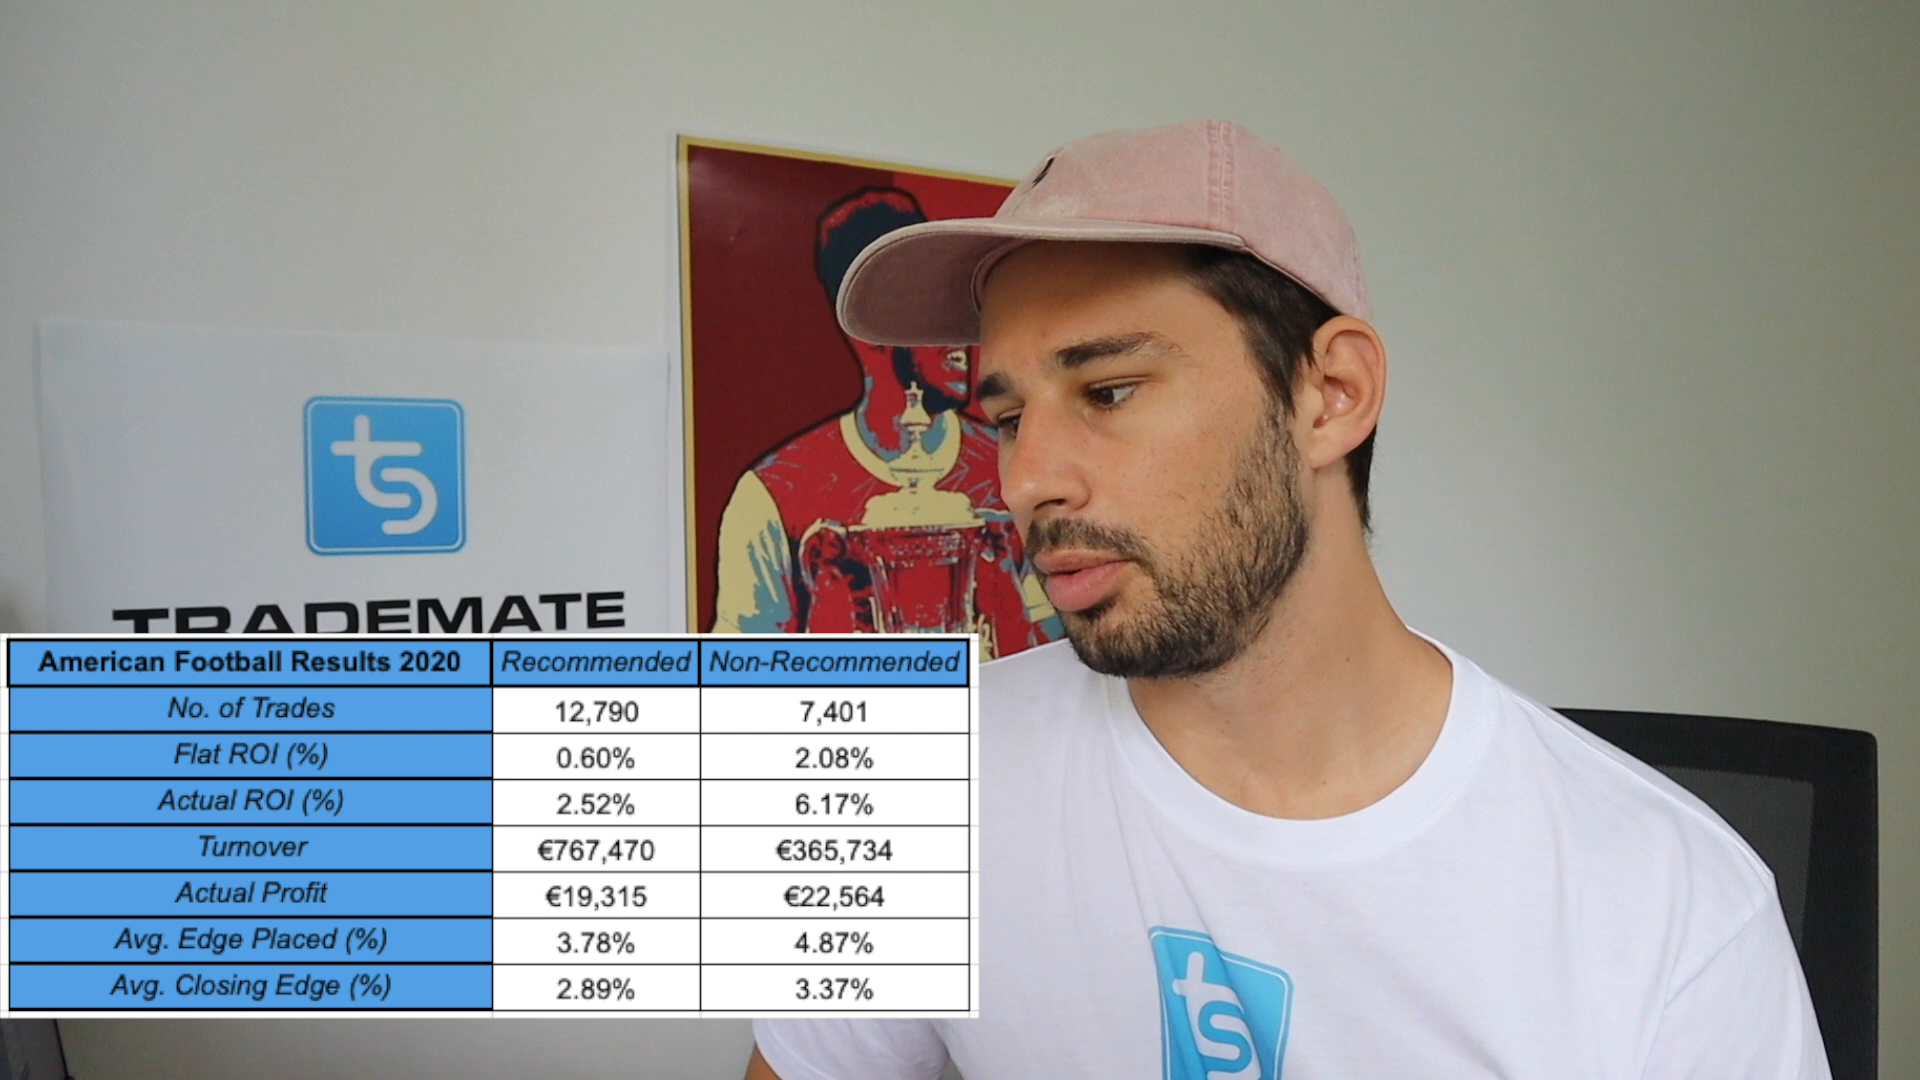 ts
TRADEMATE
American Football Results 2020 Recommended Non-Recommended
No. of Trades 12,790 7,401
Flat ROI (%) 0.60% 2.08%
Actual ROI (%) 2.52% 6.17%
Turnover €767,470 €365,734
Actual Profit €19,315 €22,564
Avg. Edge Placed (%) 3.78% 4.87%
Avg. Closing Edge (%) 2.89% 3.37%
ts